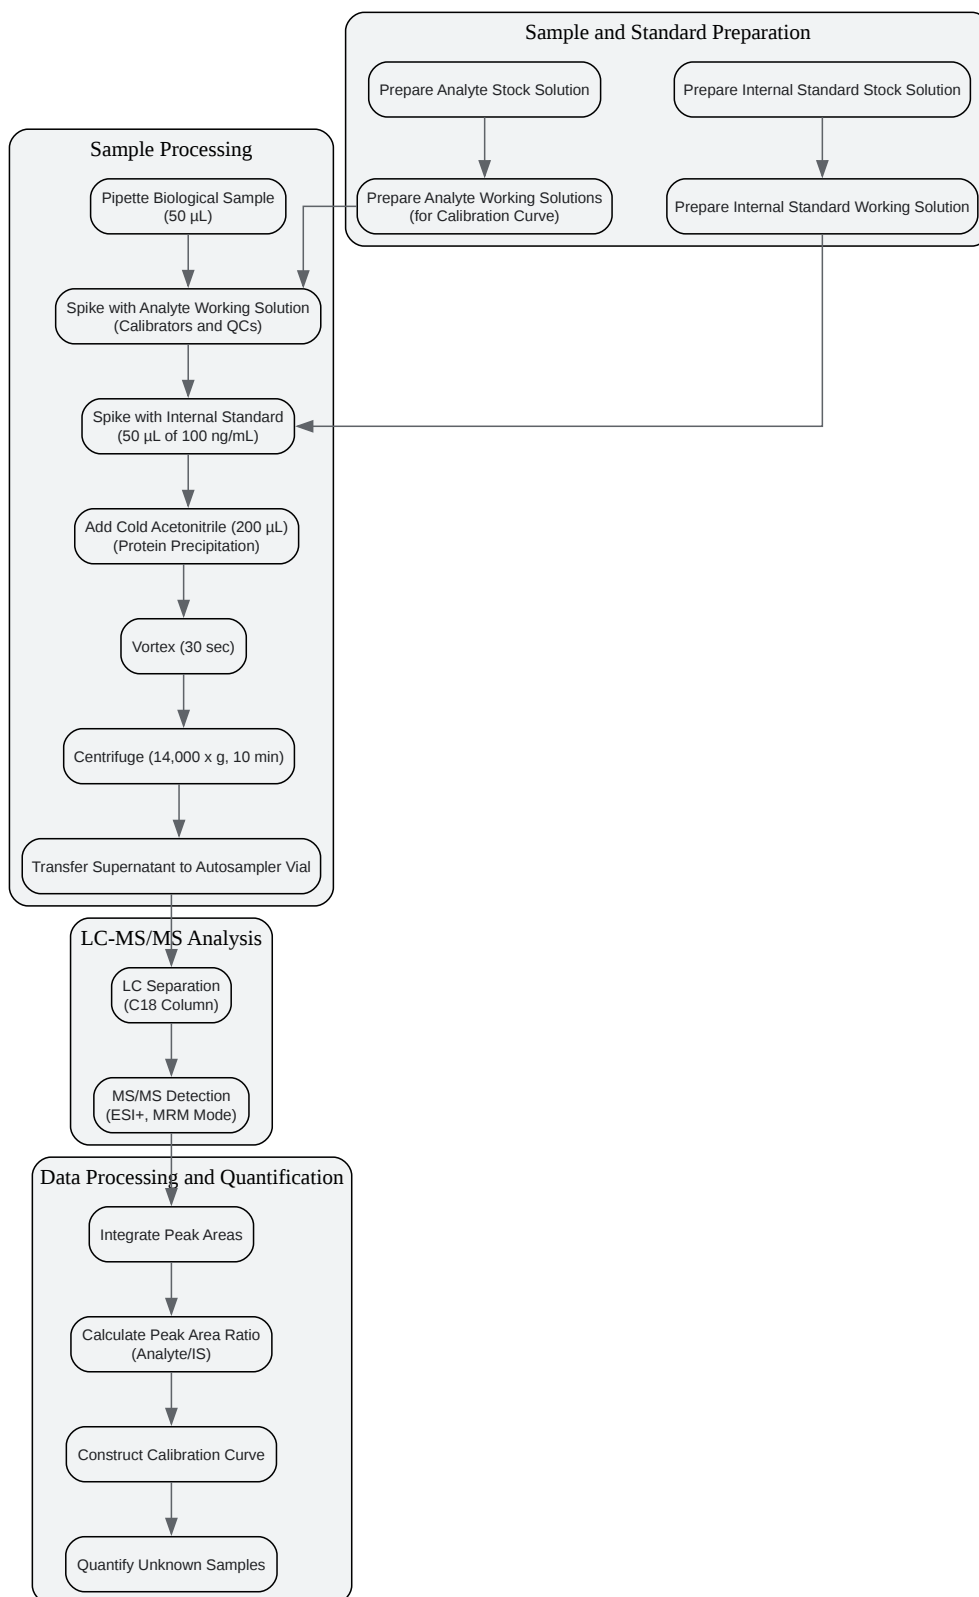 Sample and Standard Preparation
Prepare Analyte Stock Solution
Prepare Internal Standard Stock Solution
Prepare Analyte Working Solutions
(for Calibration Curve)
Prepare Internal Standard Working Solution
Sample Processing
Pipette Biological Sample
(50 µL)
Spike with Analyte Working Solution
(Calibrators and QCs)
Spike with Internal Standard
(50 µL of 100 ng/mL)
Add Cold Acetonitrile (200 µL)
(Protein Precipitation)
Vortex (30 sec)
Centrifuge (14,000 x g, 10 min)
Transfer Supernatant to Autosampler Vial
LC-MS/MS Analysis
LC Separation
(C18 Column)
MS/MS Detection
(ESI+, MRM Mode)
Data Processing and Quantification
Integrate Peak Areas
Calculate Peak Area Ratio
(Analyte/IS)
Construct Calibration Curve
Quantify Unknown Samples